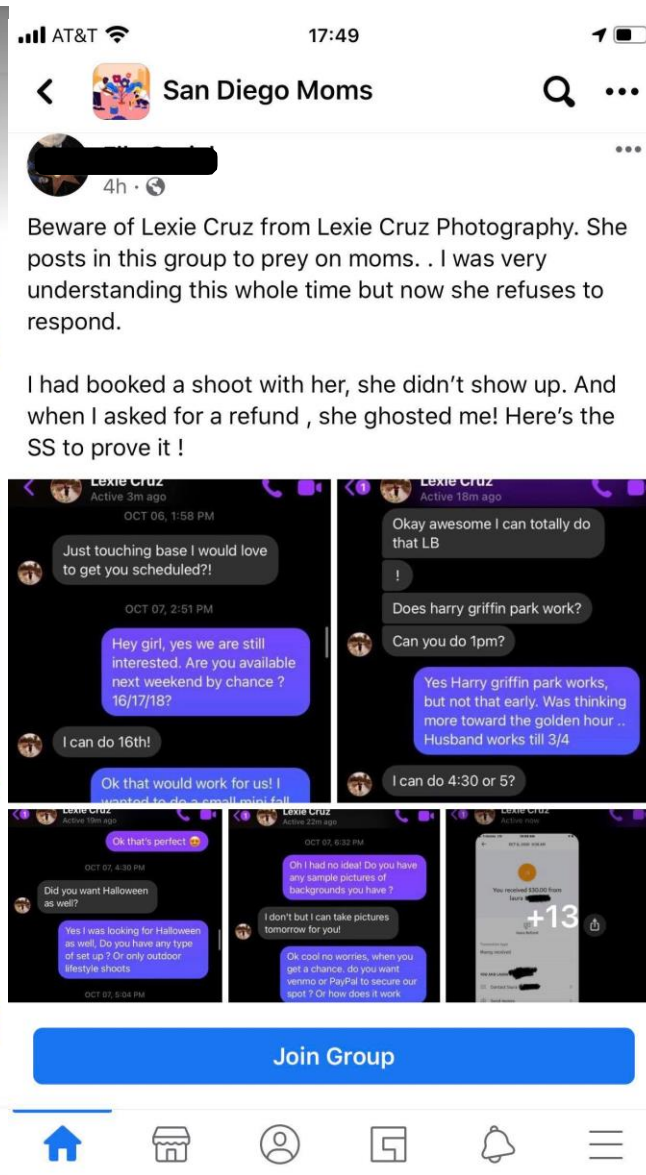 AT&T
17:49
San Diego Moms
4h
Beware of Lexie Cruz from Lexie Cruz Photography. She
posts in this group to prey on moms. . I was very
understanding this whole time but now she refuses to
respond.
I had booked a shoot with her, she didn’t show up. And
when I asked for a refund , she ghosted me! Here’s the
SS to prove it !
Lexie Cruz
Active 3m ago
OCT 06, 1:58 PM
Just touching base I would love
to get you scheduled?!
OCT 07, 2:51 PM
Hey girl, yes we are still
interested. Are you available
next weekend by chance ?
16/17/18?
I can do 16th!
Ok that would work for us! I
wanted to do a small mini fall
1
Lexie Cruz
Active 18m ago
Okay awesome I can totally do
that LB
!
Does harry griffin park work?
Can you do 1pm?
Yes Harry griffin park works,
but not that early. Was thinking
more toward the golden hour ..
Husband works till 3/4
I can do 4:30 or 5?
Lexie Cruz
Active 19m ago
Ok that's perfect 😍
OCT 07, 4:30 PM
Did you want Halloween
as well?
Yes I was looking for Halloween
as well, Do you have any type
of set up ? Or only outdoor
lifestyle shoots
OCT 07, 5:04 PM
Lexie Cruz
Active 22m ago
OCT 07, 6:32 PM
Oh I had no idea! Do you have
any sample pictures of
backgrounds you have ?
I don't but I can take pictures
tomorrow for you!
Ok cool no worries, when you
get a chance. do you want
venmo or PayPal to secure our
spot ? Or how does it work
Lexie Cruz
Active now
You received $30.00 from
laura
+13
Money received
Join Group